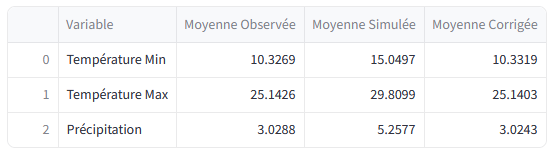 Variable Moyenne Observée Moyenne Simulée Moyenne Corrigée
0 Température Min 10.3269 15.0497 10.3319
1 Température Max 25.1426 29.8099 25.1403
2 Précipitation 3.0288 5.2577 3.0243